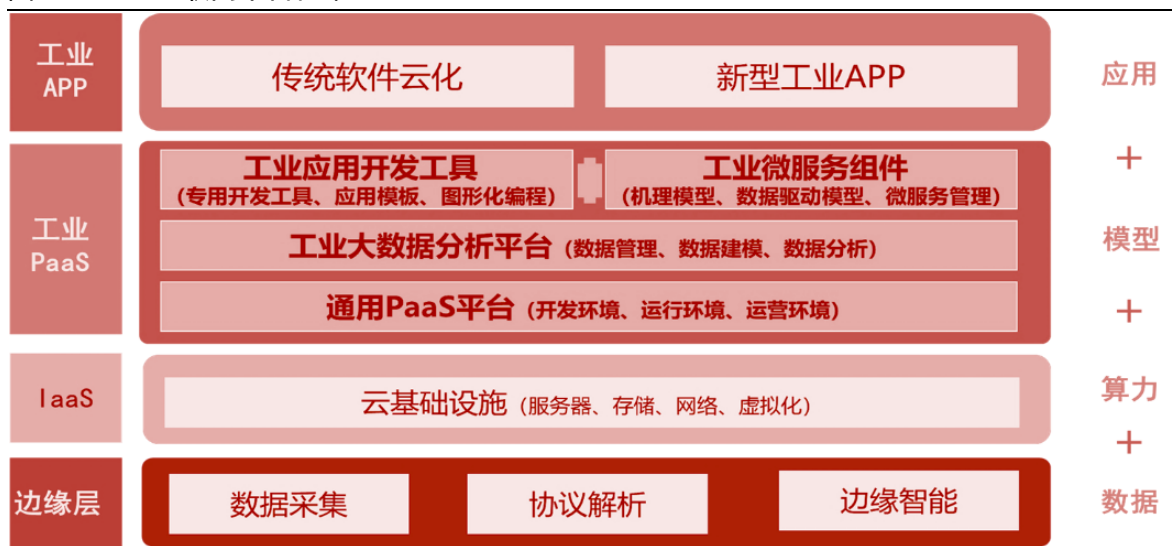 工业
APP
传统软件云化
新型工业APP
应用
+
工业
PaaS
工业应用开发工具
(专用开发工具、应用模板、图形化编程)
工业微服务组件
(机理模型、数据驱动模型、微服务管理)
工业大数据分析平台(数据管理、数据建模、数据分析)
通用PaaS平台(开发环境、运行环境、运营环境)
模型
+
IaaS
云基础设施(服务器、存储、网络、虚拟化)
算力
+
边缘层
数据采集
协议解析
边缘智能
数据